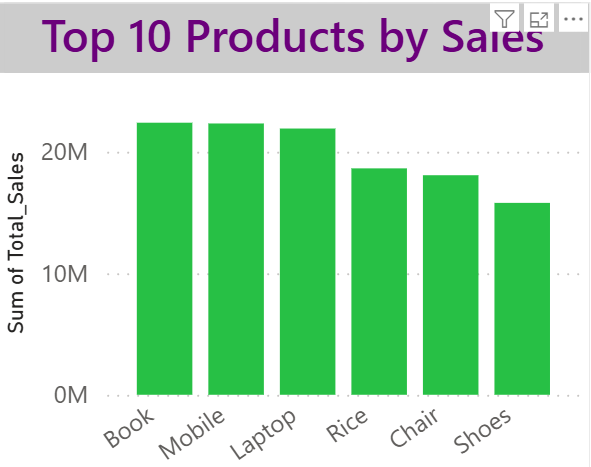 Top 10 Products by Sales
Sum of Total_Sales
20M
10M
0M
Book
Mobile
Laptop
Rice
Chair
Shoes